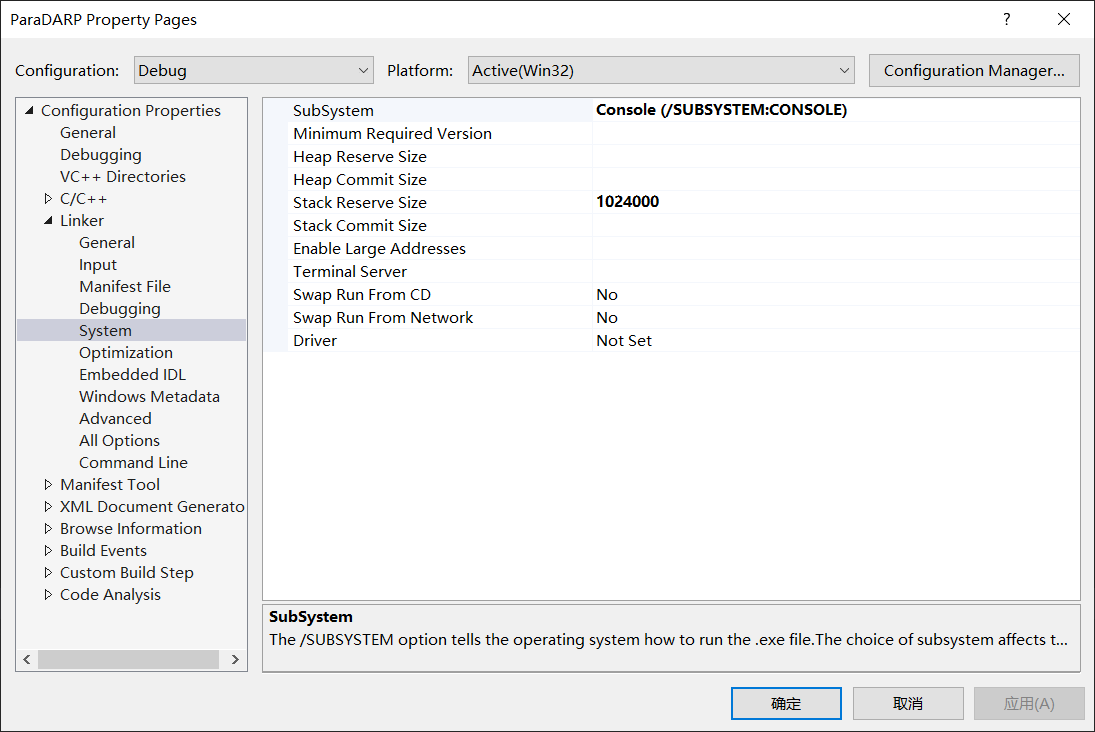 ParaDARP Property Pages
?
Configuration: Debug Platform: Active(Win32) Configuration Manager...
Configuration Properties
General
Debugging
VC++ Directories
C/C++
Linker
General
Input
Manifest File
Debugging
System
Optimization
Embedded IDL
Windows Metadata
Advanced
All Options
Command Line
Manifest Tool
XML Document Generato
Browse Information
Build Events
Custom Build Step
Code Analysis
SubSystem Console (/SUBSYSTEM:CONSOLE)
Minimum Required Version
Heap Reserve Size
Heap Commit Size
Stack Reserve Size 1024000
Stack Commit Size
Enable Large Addresses
Terminal Server
Swap Run From CD No
Swap Run From Network No
Driver Not Set
SubSystem
The /SUBSYSTEM option tells the operating system how to run the .exe file.The choice of subsystem affects t...
确定 取消 应用(A)